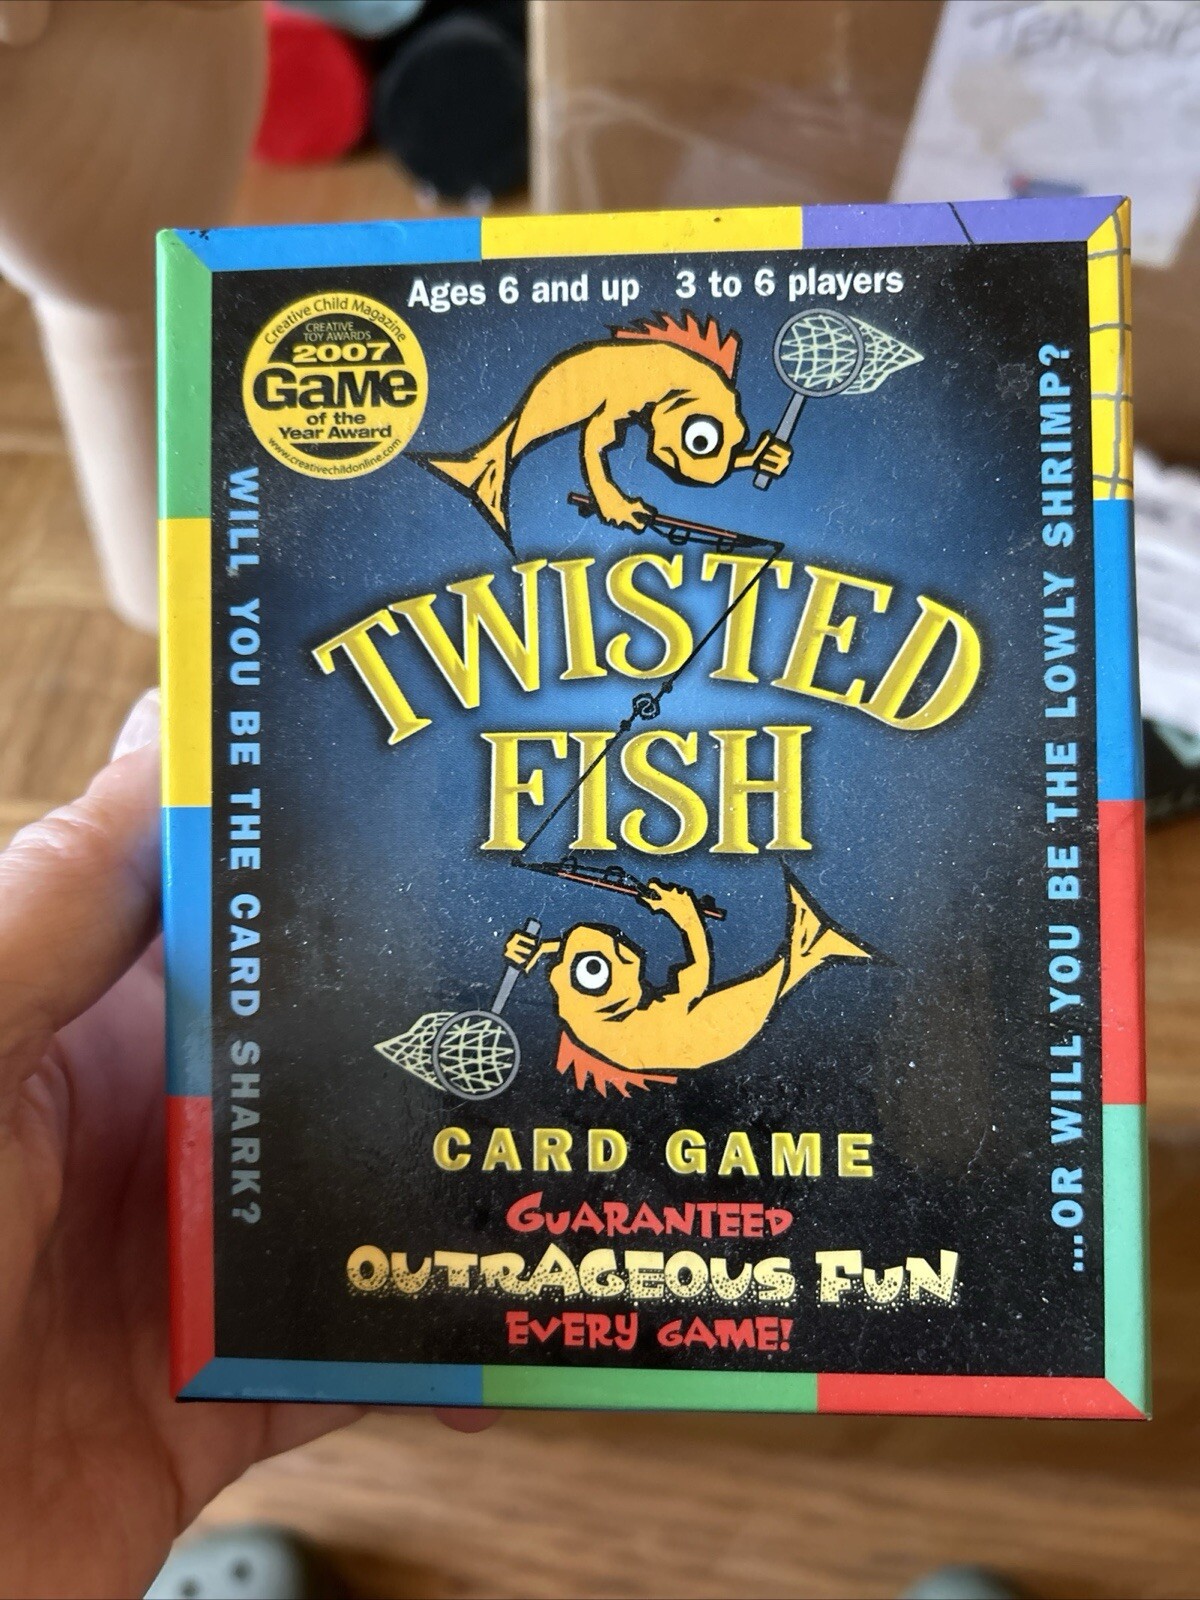 TEA CUP
Ages 6 and up 3 to 6 players
Creative Child Magazine
CREATIVE
TOY AWARDS
2007
GaMe
of the
Year Award
www.creativechildonline.com
WILL YOU BE THE CARD SHARK?
TWISTED
FISH
...OR WILL YOU BE THE LOWLY SHRIMP?
CARD GAME
GUARANTEED
OUTRAGEOUS FUN
EVERY GAME!